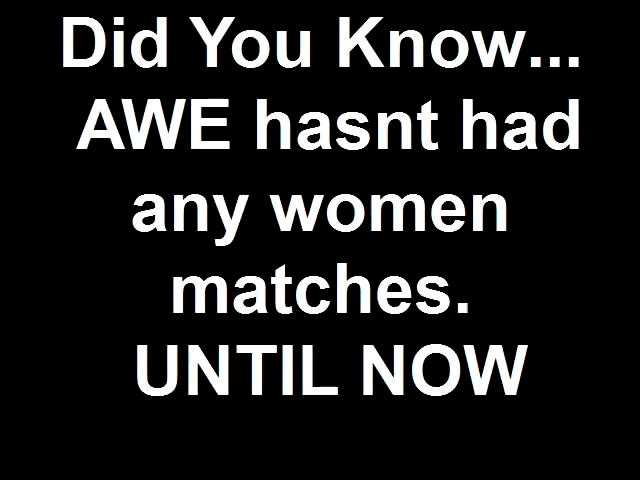 Did You Know...
AWE hasnt had
any women
matches.
UNTIL NOW